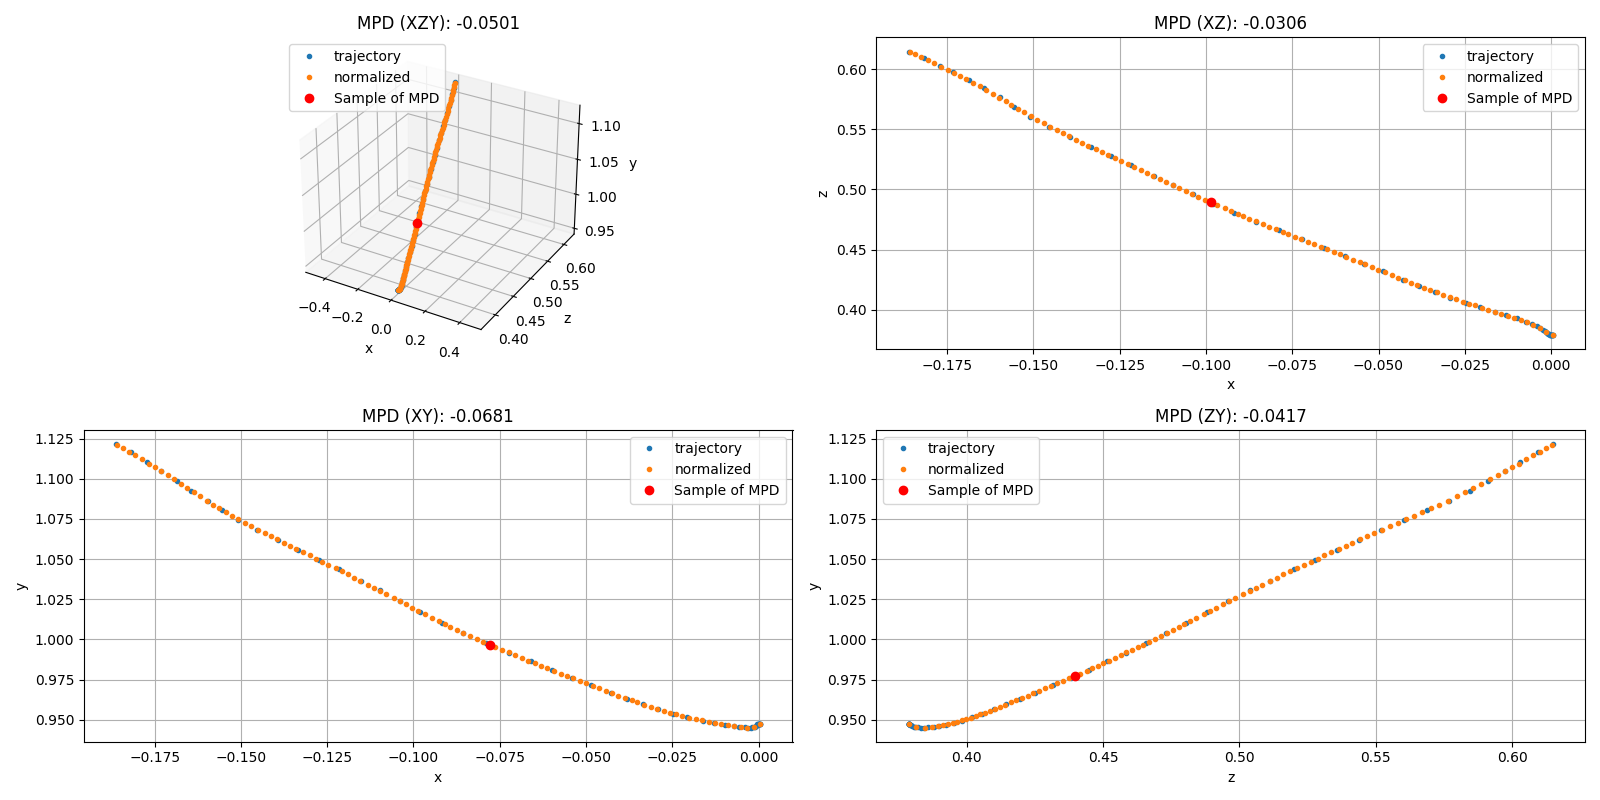 MPD (XZY): -0.0501
trajectory
normalized
Sample of MPD
1.10
1.05
1.00
0.95
y
0.60
0.55
0.50
0.45
0.40
z
−0.4
−0.2
0.0
0.2
0.4
x
MPD (XZ): -0.0306
trajectory
normalized
Sample of MPD
0.60
0.55
0.50
0.45
0.40
z
−0.175 −0.150 −0.125 −0.100 −0.075 −0.050 −0.025 0.000
x
MPD (XY): -0.0681
trajectory
normalized
Sample of MPD
1.125
1.100
1.075
1.050
1.025
1.000
0.975
0.950
y
−0.175 −0.150 −0.125 −0.100 −0.075 −0.050 −0.025 0.000
x
MPD (ZY): -0.0417
trajectory
normalized
Sample of MPD
1.125
1.100
1.075
1.050
1.025
1.000
0.975
0.950
y
0.40 0.45 0.50 0.55 0.60
z